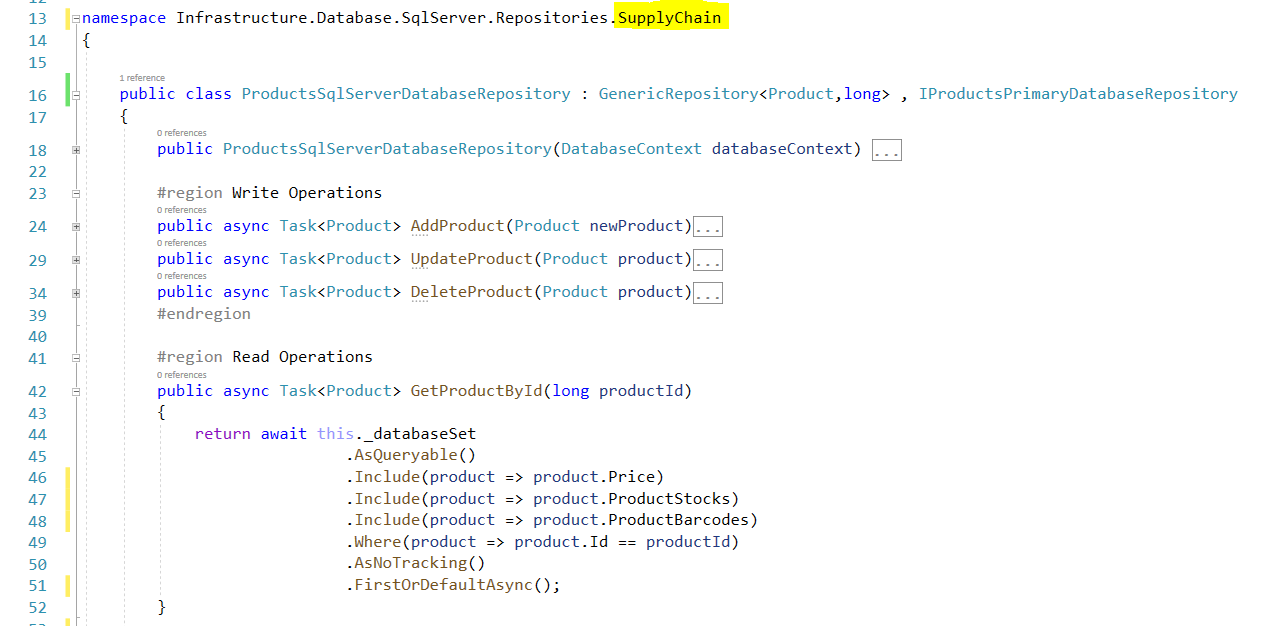 13 namespace Infrastructure.Database.SqlServer.Repositories.SupplyChain
14 {
15
1 reference
16 public class ProductsSqlServerDatabaseRepository : GenericRepository<Product,long> , IProductsPrimaryDatabaseRepository
17 {
0 references
18 public ProductsSqlServerDatabaseRepository(DatabaseContext databaseContext) ...
22
23 #region Write Operations
0 references
24 public async Task<Product> AddProduct(Product newProduct)...
0 references
29 public async Task<Product> UpdateProduct(Product product)...
0 references
34 public async Task<Product> DeleteProduct(Product product)...
39 #endregion
40
41 #region Read Operations
0 references
42 public async Task<Product> GetProductById(long productId)
43 {
44 return await this._databaseSet
45 .AsQueryable()
46 .Include(product => product.Price)
47 .Include(product => product.ProductStocks)
48 .Include(product => product.ProductBarcodes)
49 .Where(product => product.Id == productId)
50 .AsNoTracking()
51 .FirstOrDefaultAsync();
52 }